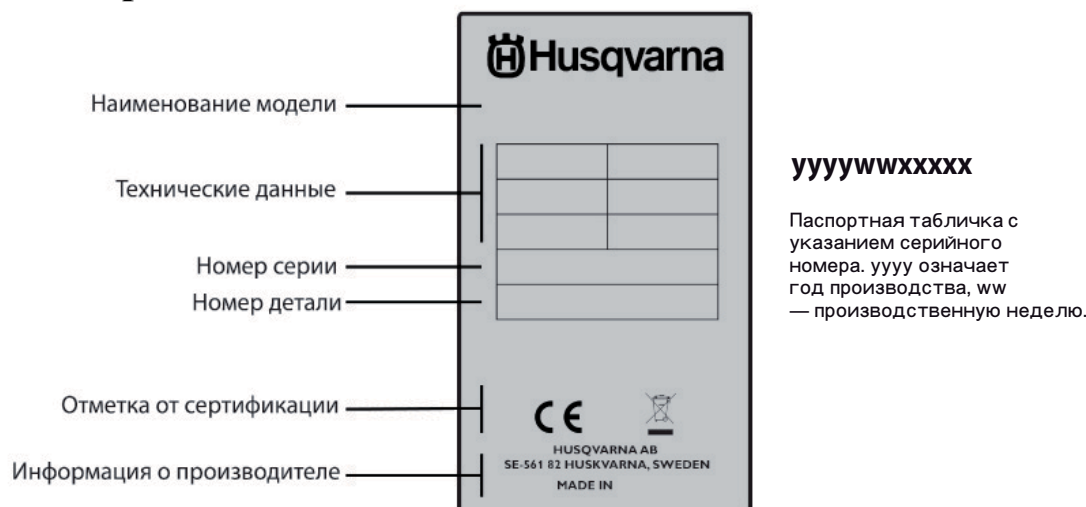 Husqvarna
Наименование модели
Технические данные
Номер серии
Номер детали
Отметка от сертификации
Информация о производителе
CE
HUSQVARNA AB
SE-561 82 HUSKVARNA, SWEDEN
MADE IN
yyyywwxxxxx
Паспортная табличка с
указанием серийного
номера. yyyy означает
год производства, ww
— производственную неделю.